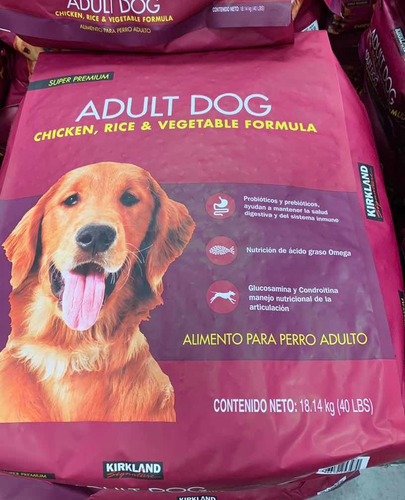 ADULT DOG
CHICKEN, RICE & VEGETABLE FORMULA
ALIMENTO PARA PERRO ADULTO
CONTENIDO NETO: 18.14 kg (40 LBS)
SUPER PREMIUM
ADULT DOG
CHICKEN, RICE & VEGETABLE FORMULA
Probióticos y prebióticos,
ayudan a mantener la salud
digestiva y del sistema inmune
KIRKLAND
Nutrición de ácido graso Omega
Glucosamina y Condroitina
manejo nutricional de la
articulación
ALIMENTO PARA PERRO ADULTO
CONTENIDO NETO: 18.14 kg (40 LBS)
KIRKLAND
Signature
SUPER PREMIUM